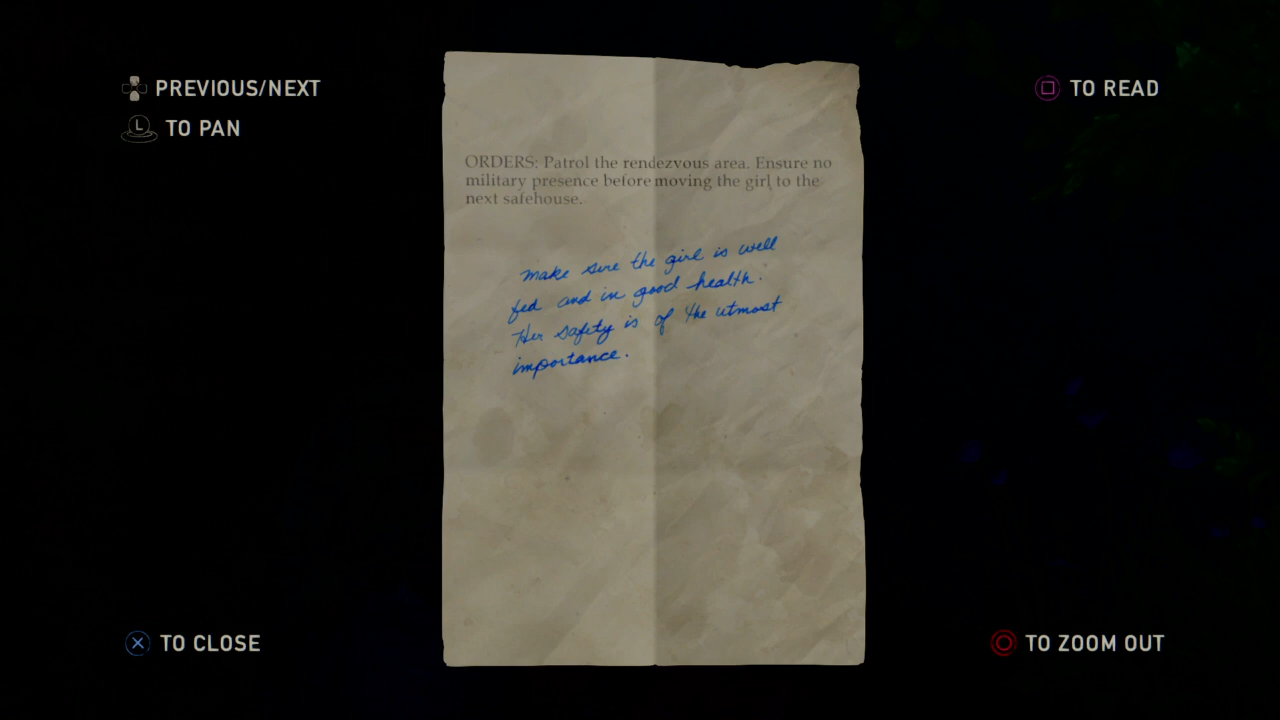 PREVIOUS/NEXT
L TO PAN
TO READ
ORDERS: Patrol the rendezvous area. Ensure no
military presence before moving the girl to the
next safehouse.
Make sure the girl is well
fed and in good health.
Her safety is of the utmost
importance.
TO CLOSE
TO ZOOM OUT